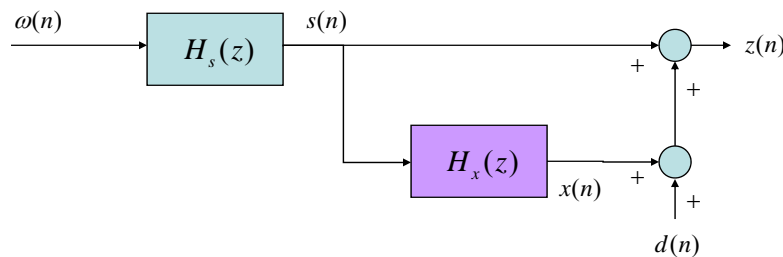 ω(n)
s(n)
H_s(z)
z(n)
+
+
H_x(z)
x(n)
+
+
d(n)